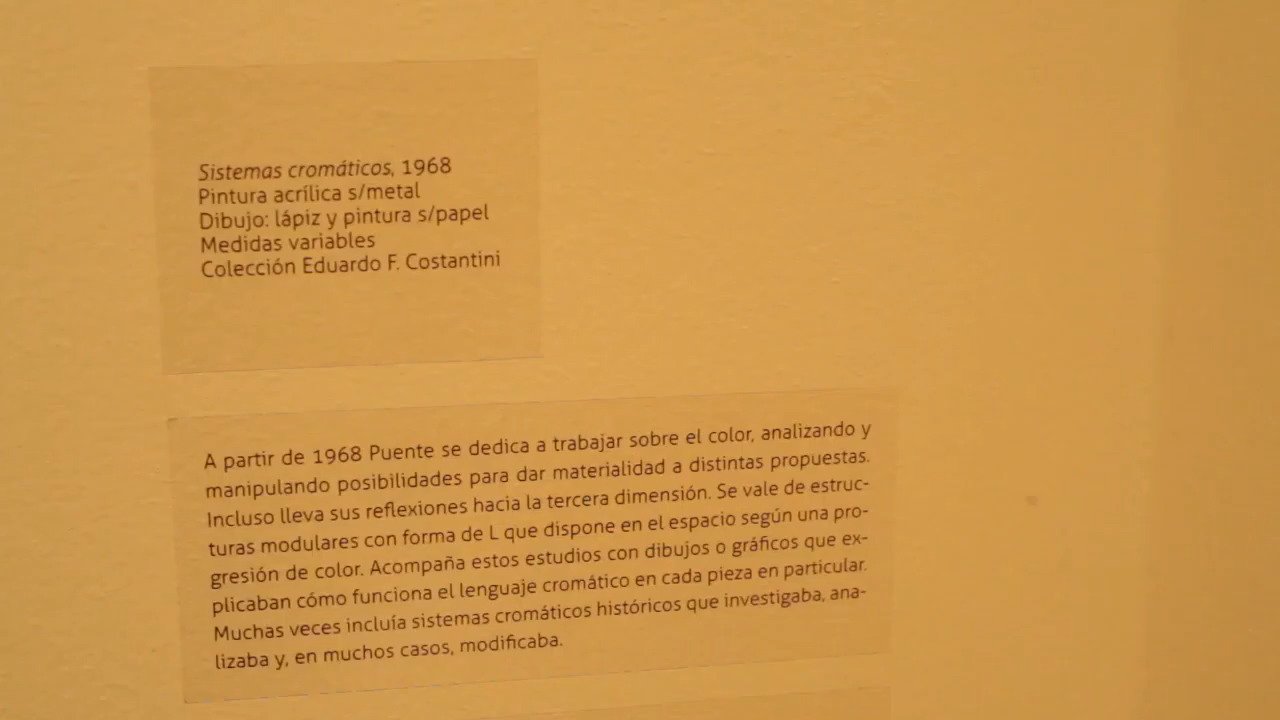 Sistemas cromáticos, 1968
Pintura acrílica s/metal
Dibujo: lápiz y pintura s/papel
Medidas variables
Colección Eduardo F. Costantini
A partir de 1968 Puente se dedica a trabajar sobre el color, analizando y
manipulando posibilidades para dar materialidad a distintas propuestas.
Incluso lleva sus reflexiones hacia la tercera dimensión. Se vale de estruc-
turas modulares con forma de L que dispone en el espacio según una pro-
gresión de color. Acompaña estos estudios con dibujos o gráficos que ex-
plicaban cómo funciona el lenguaje cromático en cada pieza en particular.
Muchas veces incluía sistemas cromáticos históricos que investigaba, ana-
lizaba y, en muchos casos, modificaba.